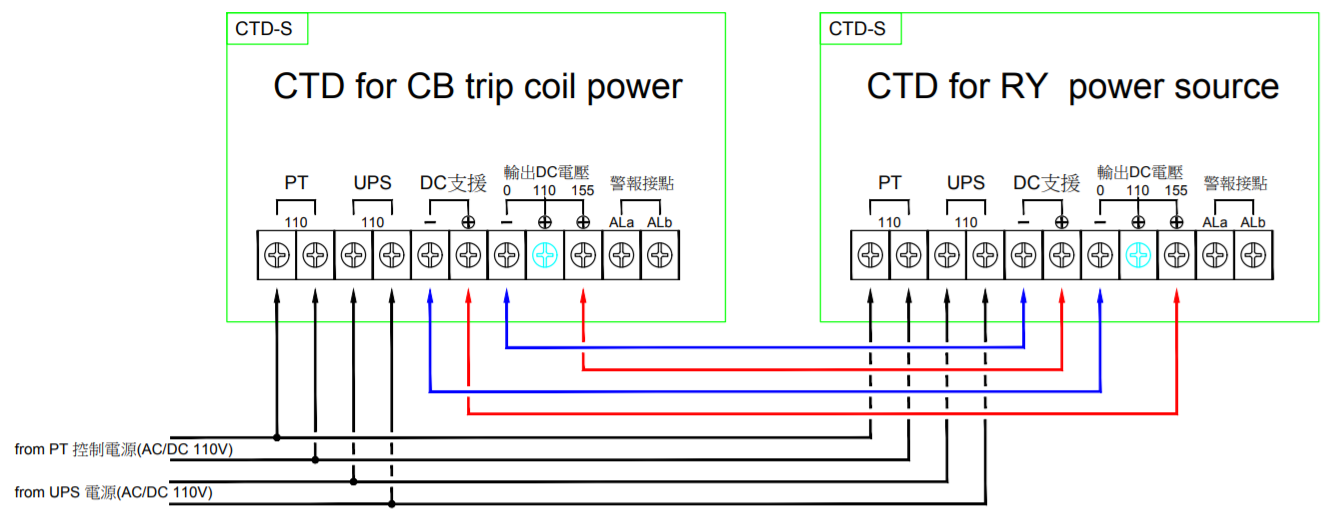 CTD-S
CTD for CB trip coil power
輸出DC電壓
PT UPS DC支援 0 110 155 警報接點
110 110 − ⊕ − ⊕ ⊕ ALa ALb
CTD-S
CTD for RY power source
輸出DC電壓
PT UPS DC支援 0 110 155 警報接點
110 110 − ⊕ − ⊕ ⊕ ALa ALb
from PT 控制電源(AC/DC 110V)
from UPS 電源(AC/DC 110V)